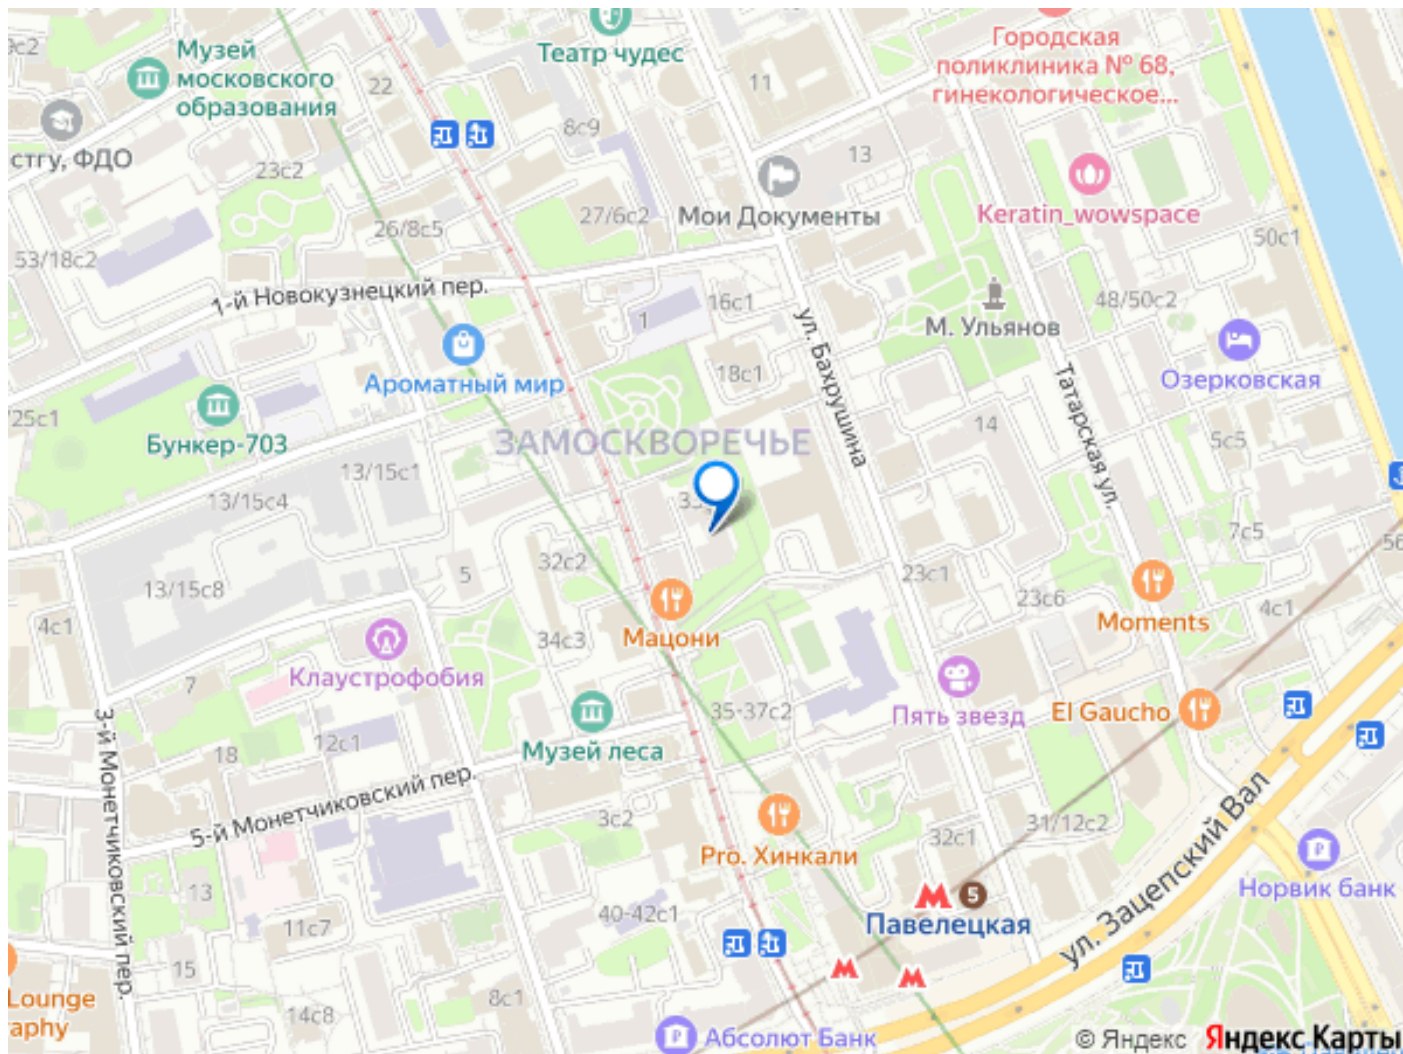 Музей
московского
образования
Театр чудес
Городская
поликлиника № 68,
гинекологическое...
22
11
8с9
13
стгу, ФДО
23с2
27/6с2
Мои Документы
Keratin_wowspace
26/8с5
50с1
53/18с2
1-й Новокузнецкий пер.
16с1
1
48/50с2
М. Ульянов
ул. Бахрушина
Ароматный мир
18с1
Озерковская
Татарская ул.
/25с1
Бункер-703
ЗАМОСКВОРЕЧЬЕ
14
5с5
13/15с1
13/15с4
7с5
56
32с2
5
13/15с8
23с1
23с6
4с1
4с1
Мацони
Moments
34с3
Клаустрофобия
7
35-37с2
Пять звезд
El Gaucho
3-й Монетчиковский пер.
12с1
18
Музей леса
5-й Монетчиковский пер.
3с2
Pro. Хинкали
32с1
31/12с2
ул. Зацепский Вал
Норвик банк
13
5
Павелецкая
11с7
40-42с1
15
8с1
Lounge
aphy
14с8
Абсолют Банк
© Яндекс Яндекс Карты